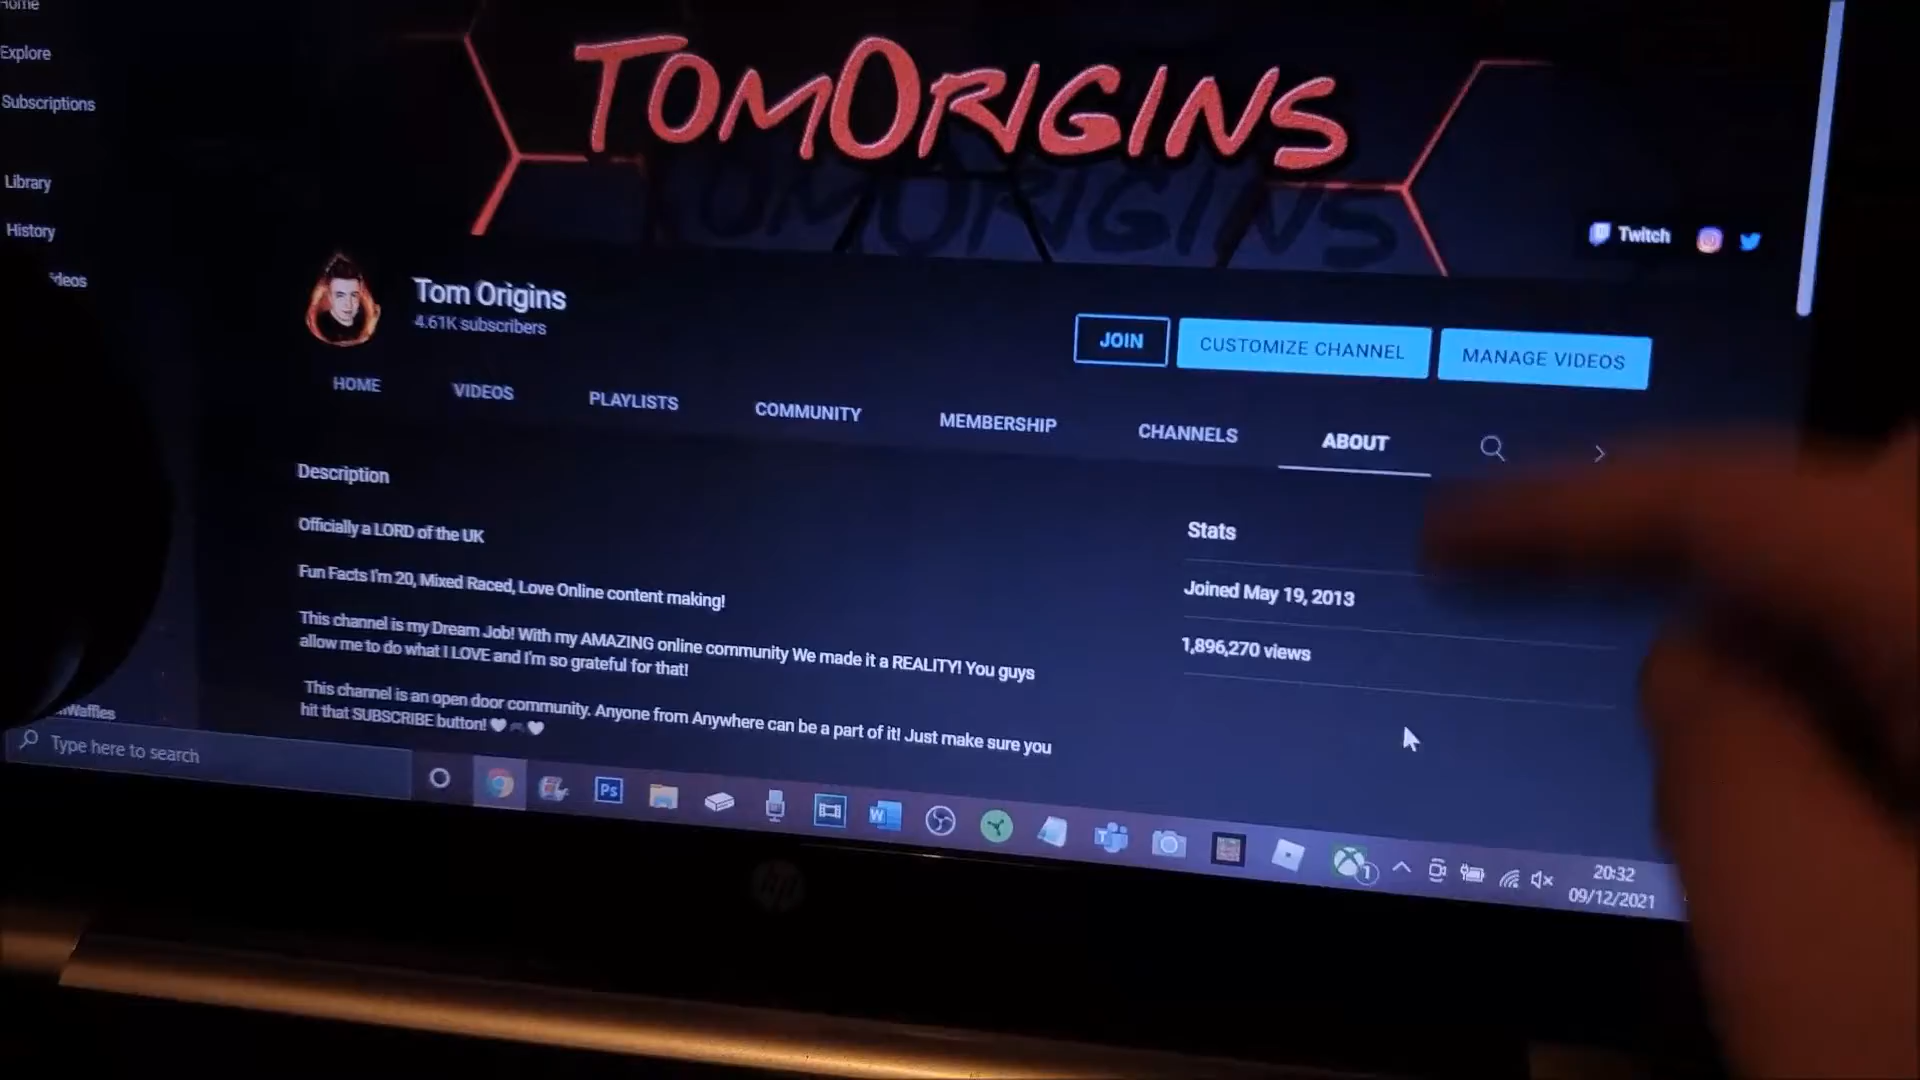 Home
Explore
Subscriptions
Library
History
TOMORIGINS
Twitch
Tom Origins
4.61K subscribers
JOIN
CUSTOMIZE CHANNEL
MANAGE VIDEOS
HOME
VIDEOS
PLAYLISTS
COMMUNITY
MEMBERSHIP
CHANNELS
ABOUT
Description
Officially a LORD of the UK
Fun Facts I'm 20, Mixed Raced, Love Online content making!
This channel is my Dream Job! With my AMAZING online community We made it a REALITY! You guys
allow me to do what I LOVE and I'm so grateful for that!
This channel is an open door community. Anyone from Anywhere can be a part of it! Just make sure you
hit that SUBSCRIBE button!
Stats
Joined May 19, 2013
1,896,270 views
Type here to search
Ps
W
T
1
20:32
09/12/2021
hp